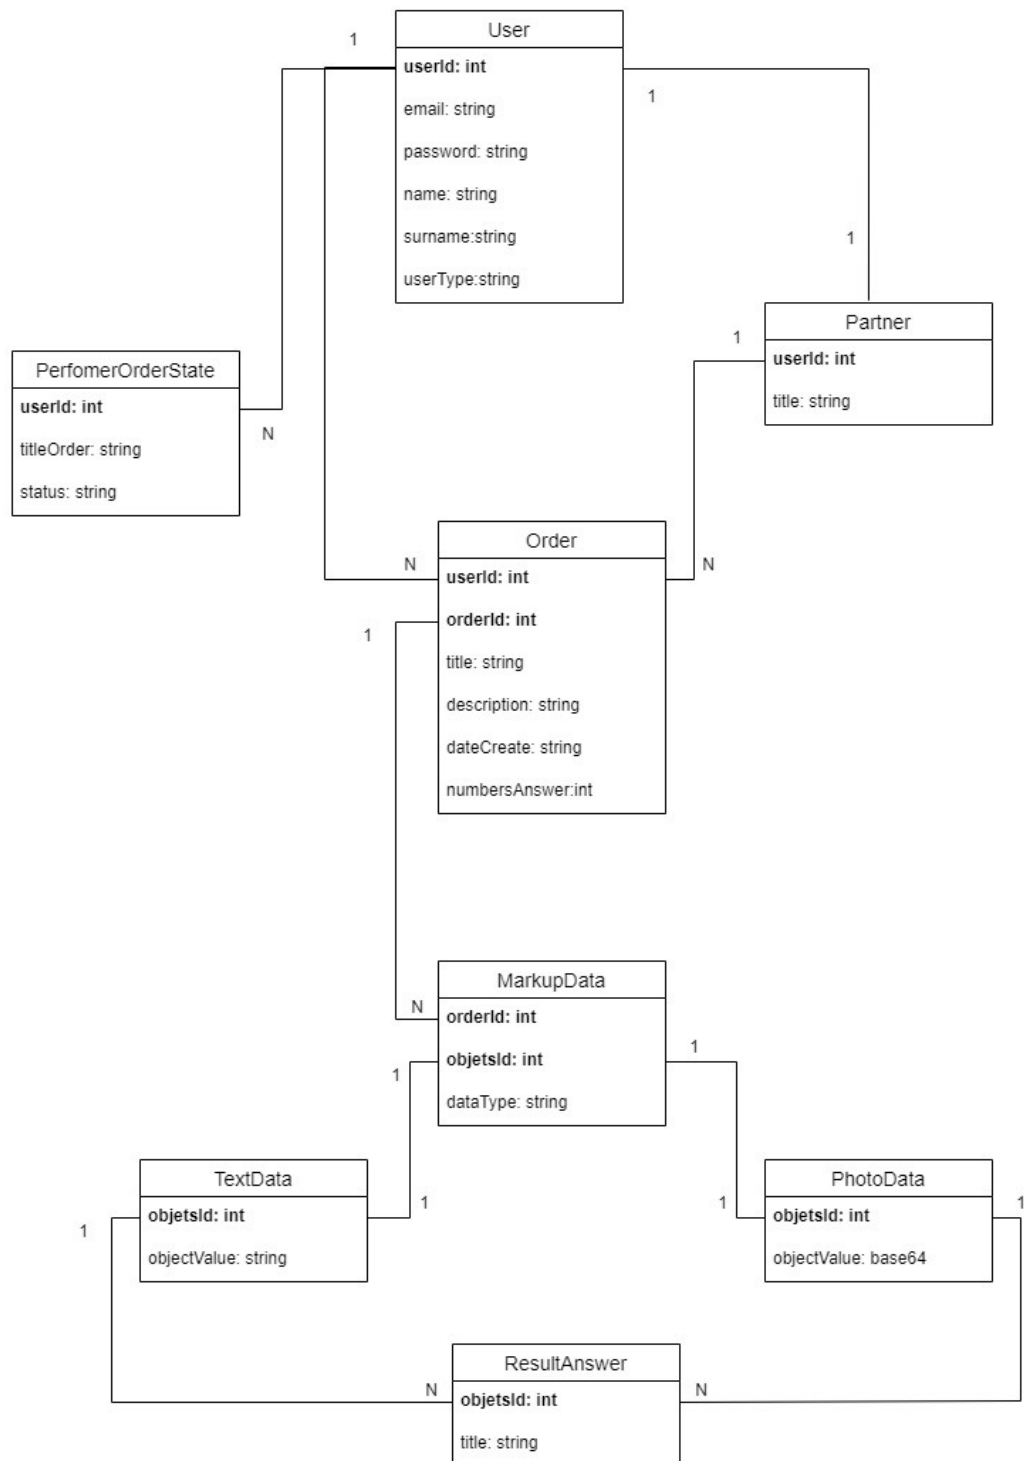 User
1
userId: int
1
email: string
password: string
name: string
surname:string
1
userType:string
Partner
1
userId: int
title: string
PerfomerOrderState
userId: int
N
titleOrder: string
status: string
Order
N
N
userId: int
orderId: int
1
title: string
description: string
dateCreate: string
numbersAnswer:int
MarkupData
N
orderId: int
1
objetsId: int
1
dataType: string
TextData
1
objetsId: int
1
objectValue: string
PhotoData
1
1
objetsId: int
objectValue: base64
ResultAnswer
N
N
objetsId: int
title: string